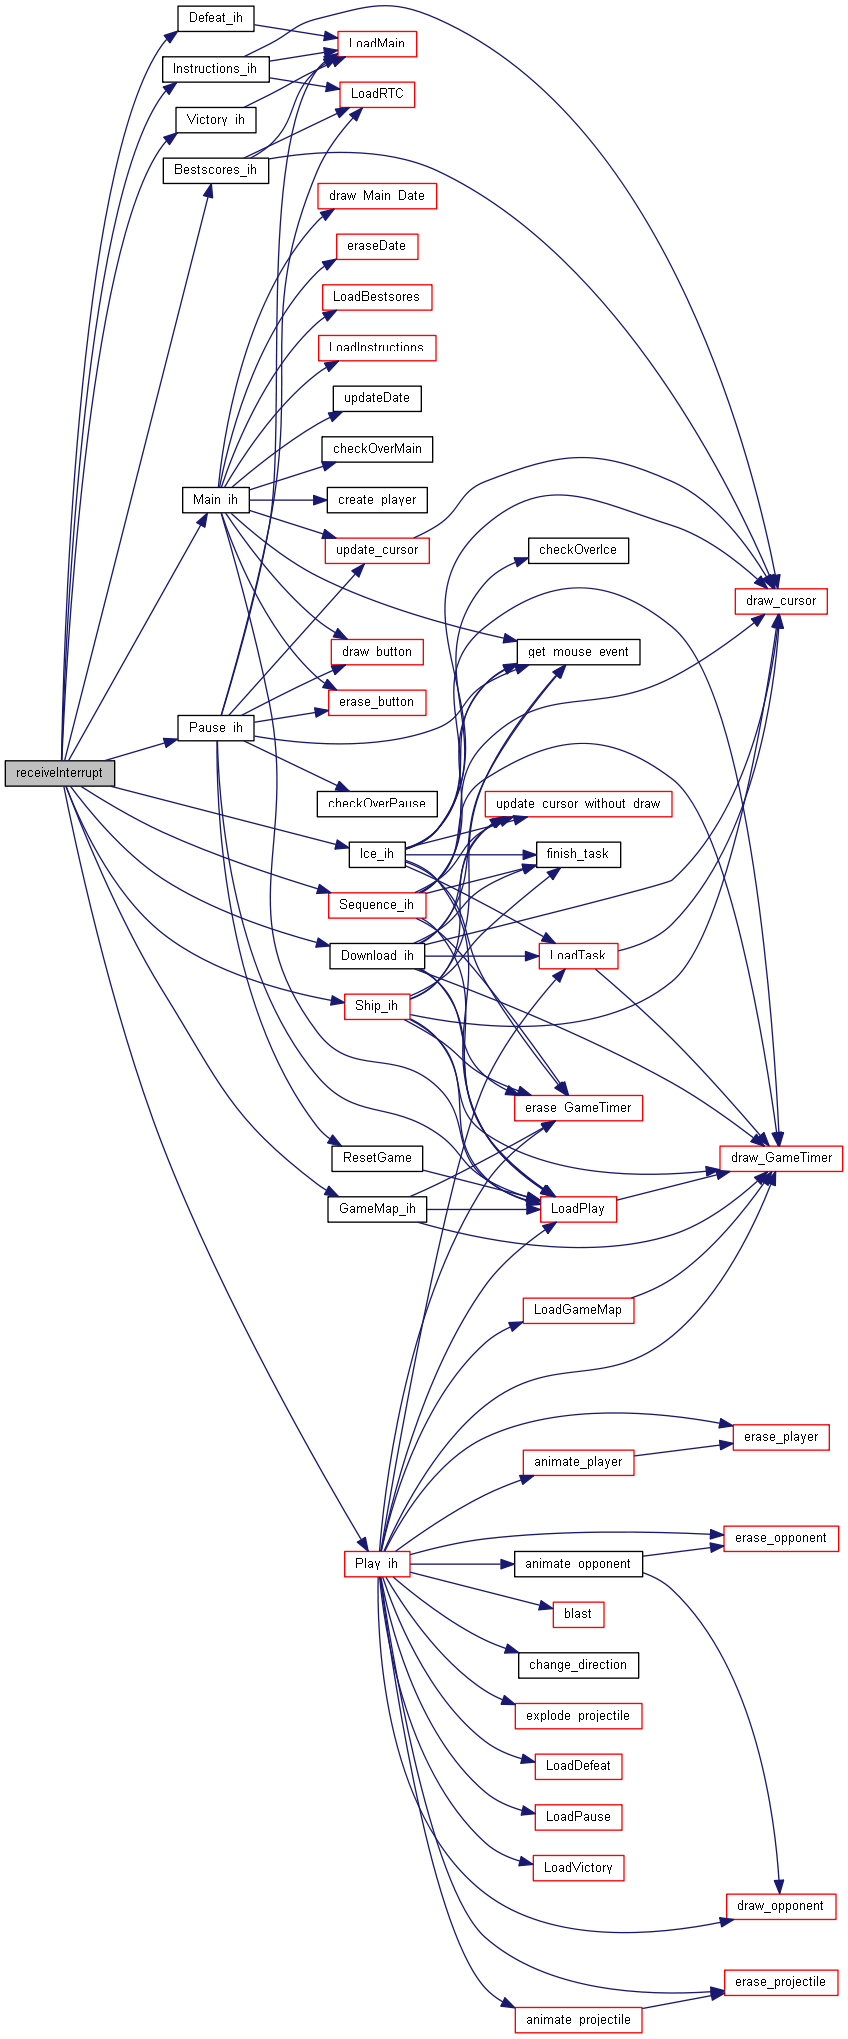 Defeat_ih
LoadMain
Instructions_ih
LoadRTC
Victory_ih
Bestscores_ih
draw_Main_Date
eraseDate
LoadBestsores
LoadInstructions
updateDate
checkOverMain
Main_ih
create_player
update_cursor
checkOverIce
draw_cursor
draw_button
get_mouse_event
erase_button
Pause_ih
receiveInterrupt
checkOverPause
update_cursor_without_draw
Ice_ih
finish_task
Sequence_ih
Download_ih
LoadTask
Ship_ih
erase_GameTimer
ResetGame
draw_GameTimer
GameMap_ih
LoadPlay
LoadGameMap
erase_player
animate_player
erase_opponent
Play_ih
animate_opponent
blast
change_direction
explode_projectile
LoadDefeat
LoadPause
LoadVictory
draw_opponent
erase_projectile
animate_projectile